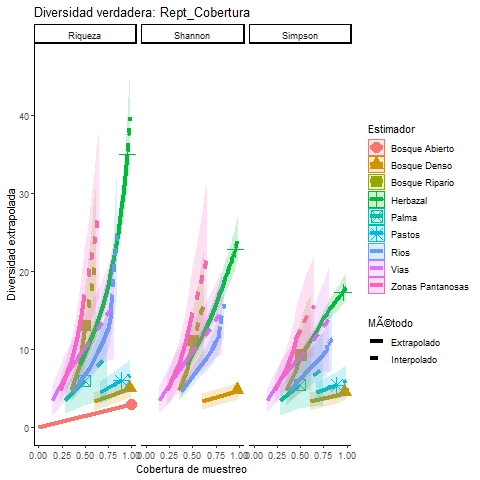 Diversidad verdadera: Rept_Cobertura
Riqueza
Shannon
Simpson
Diversidad extrapolada
40
30
20
10
0
0.00 0.25 0.50 0.75 1.00
0.00 0.25 0.50 0.75 1.00
0.00 0.25 0.50 0.75 1.00
Cobertura de muestreo
Estimador
Bosque Abierto
Bosque Denso
Bosque Ripario
Herbazal
Palma
Pastos
Rios
Vias
Zonas Pantanosas
MÃ©todo
Extrapolado
Interpolado